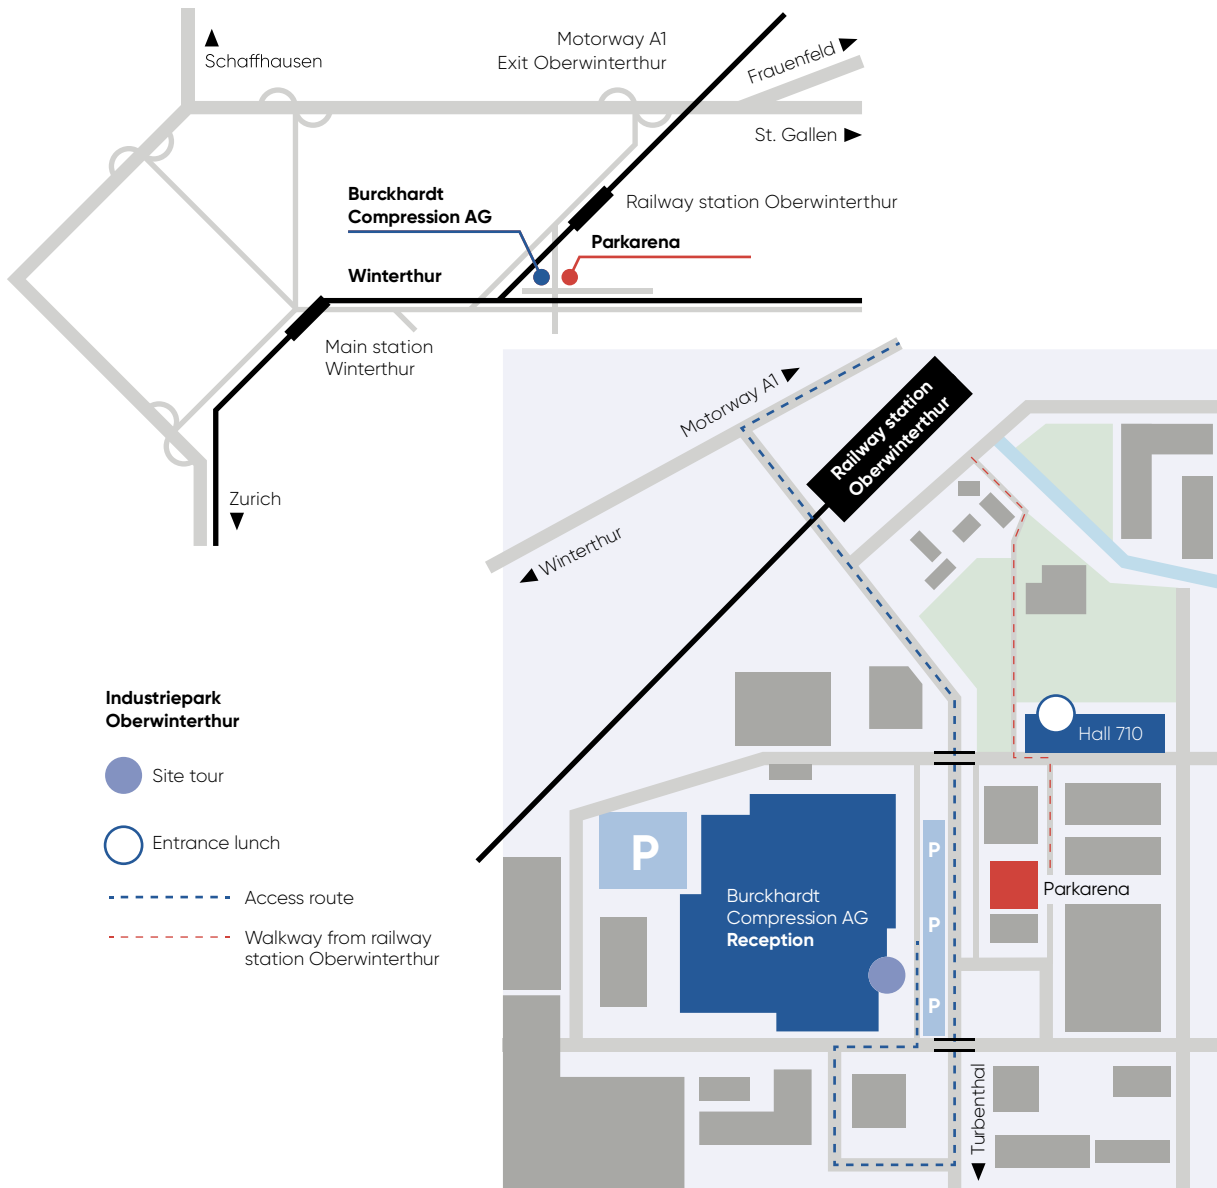 Schaffhausen
Motorway A1
Exit Oberwinterthur
Frauenfeld
St. Gallen
Burckhardt
Compression AG
Railway station Oberwinterthur
Parkarena
Winterthur
Main station
Winterthur
Zurich
Motorway A1
Railway station
Oberwinterthur
Winterthur
Industriepark
Oberwinterthur
Site tour
Entrance lunch
Access route
Walkway from railway
station Oberwinterthur
Hall 710
P
P
P
P
Burckhardt
Compression AG
Reception
Parkarena
Turbenthal